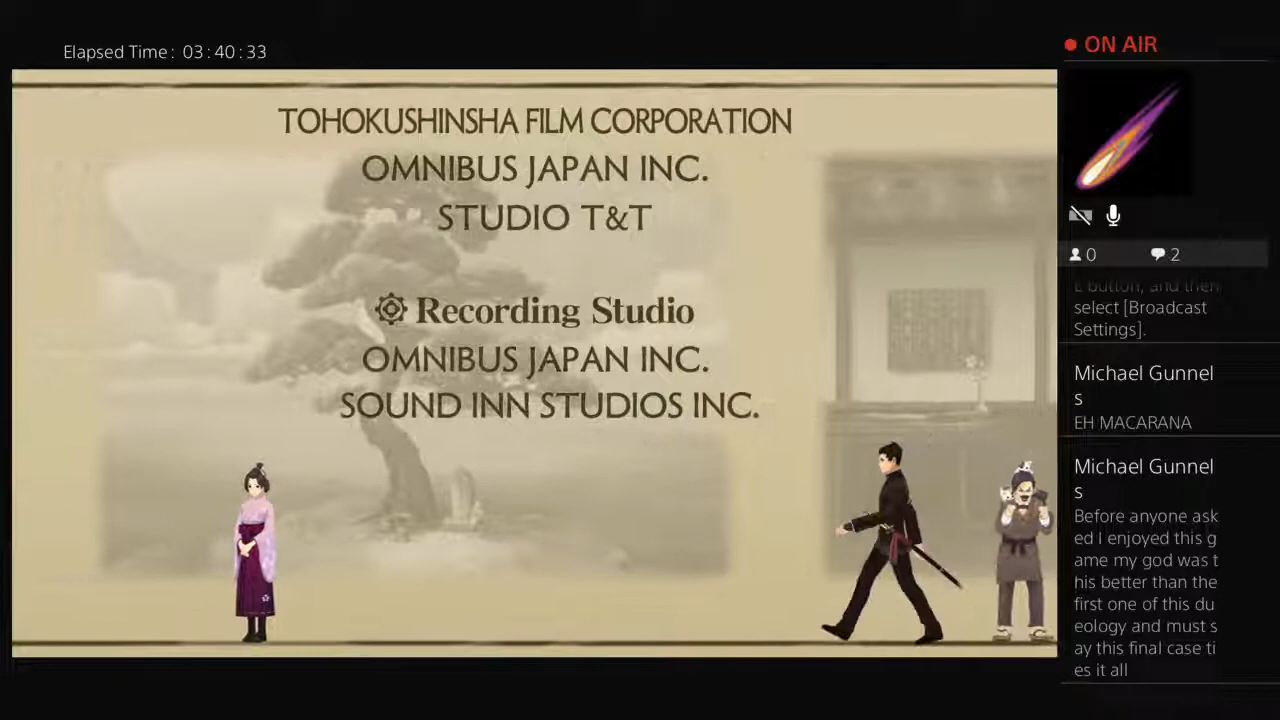 Elapsed Time: 03:40:33
ON AIR
TOHOKUSHINSHA FILM CORPORATION
OMNIBUS JAPAN INC.
STUDIO T&T
Recording Studio
OMNIBUS JAPAN INC.
SOUND INN STUDIOS INC.
0
2
E button, and then
select [Broadcast
Settings].
Michael Gunnel
s
EH MACARANA
Michael Gunnel
s
Before anyone ask
ed I enjoyed this g
ame my god was t
his better than the
first one of this du
eology and must s
ay this final case ti
es it all